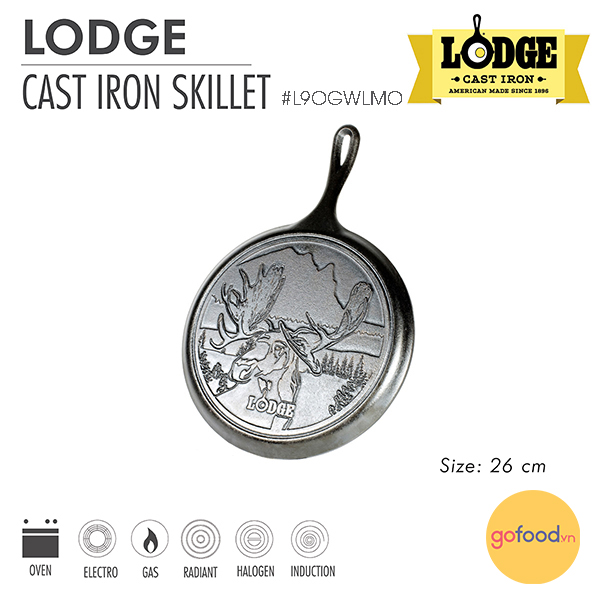 LODGE
CAST IRON SKILLET #L9OGWLMO
LODGE
CAST IRON
AMERICAN MADE SINCE 1896
LODGE
Size: 26 cm
OVEN
ELECTRO
GAS
RADIANT
HALOGEN
INDUCTION
gofood.vn